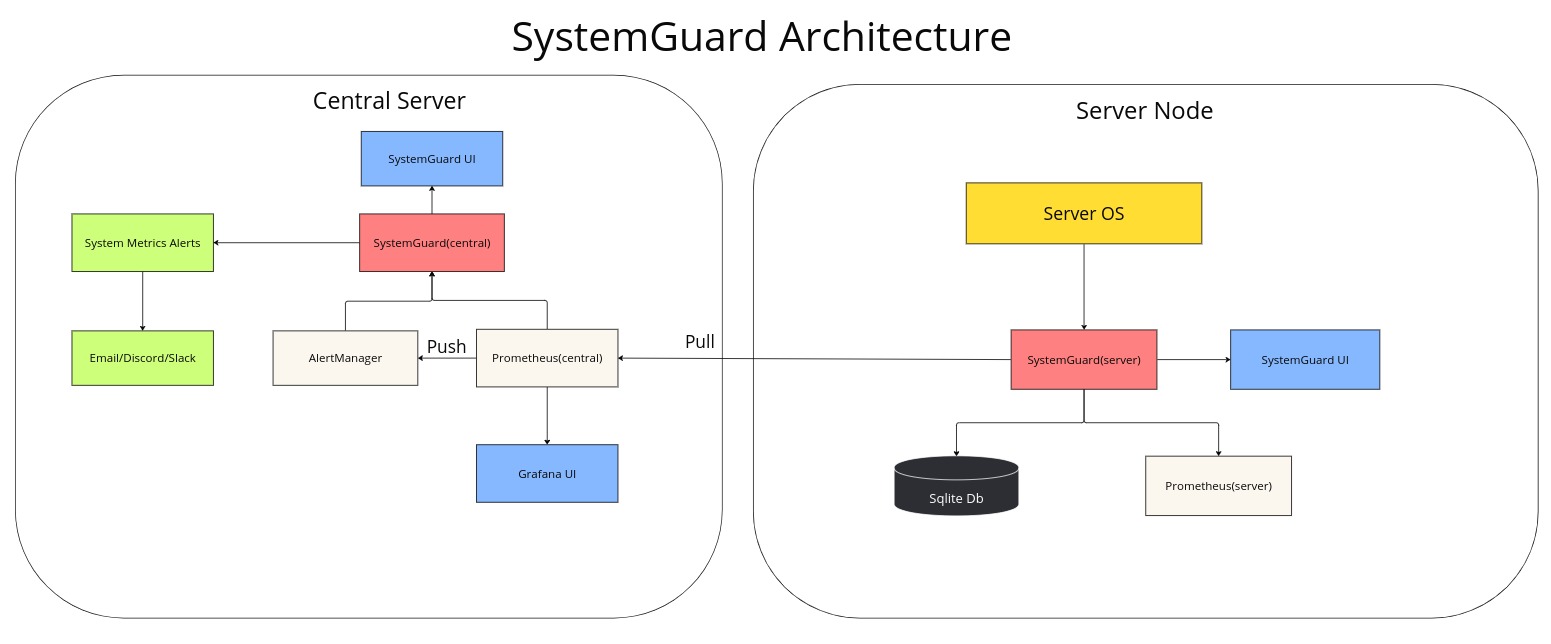 SystemGuard Architecture
Central Server
SystemGuard UI
System Metrics Alerts
SystemGuard(central)
Email/Discord/Slack
AlertManager
Push
Prometheus(central)
Pull
Grafana UI
Server Node
Server OS
SystemGuard(server)
SystemGuard UI
Sqlite Db
Prometheus(server)